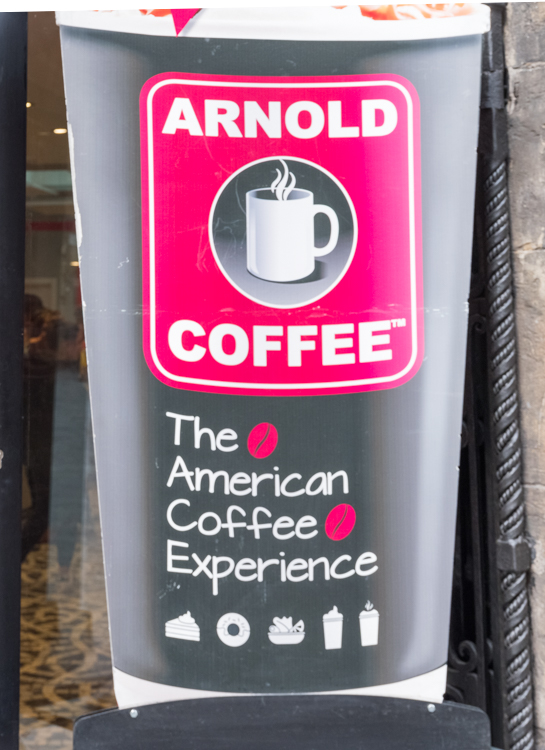 ARNOLD
COFFEE™
The
American
Coffee
Experience